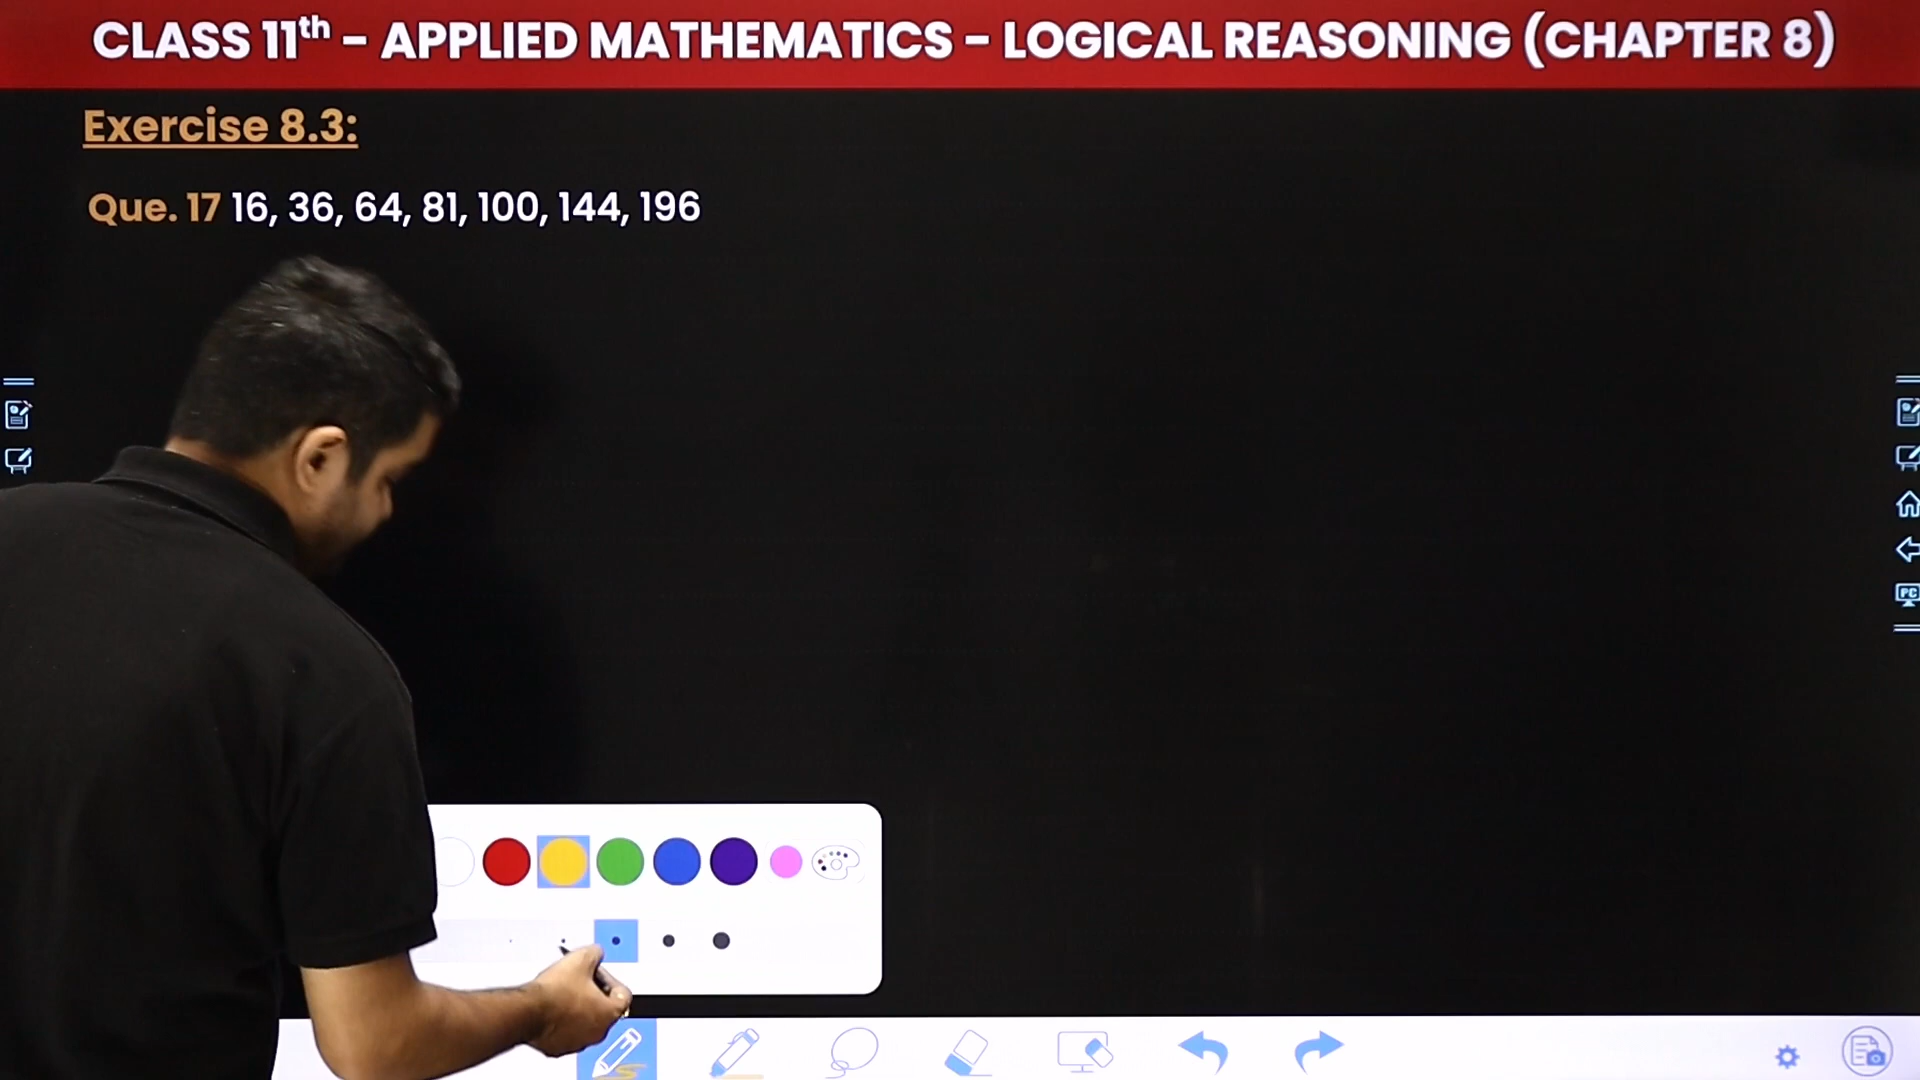 CLASS 11th - APPLIED MATHEMATICS - LOGICAL REASONING (CHAPTER 8)
Exercise 8.3:
Que. 17 16, 36, 64, 81, 100, 144, 196
PC